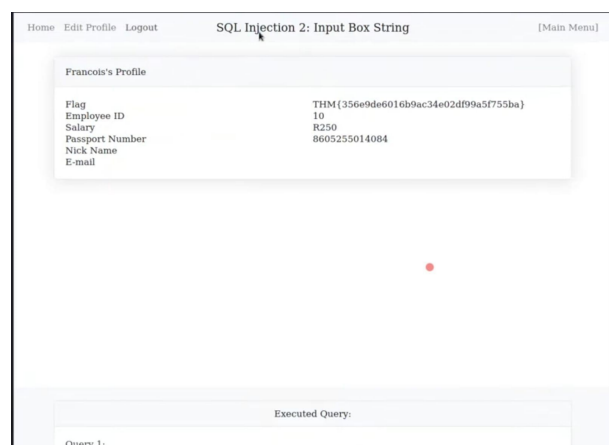 Home Edit Profile Logout SQL Injection 2: Input Box String [Main Menu]
Francois's Profile
Flag THM{356e9de6016b9ac34e02df99a5f755ba}
Employee ID 10
Salary R250
Passport Number 8605255014084
Nick Name
E-mail
Executed Query:
Query 1: